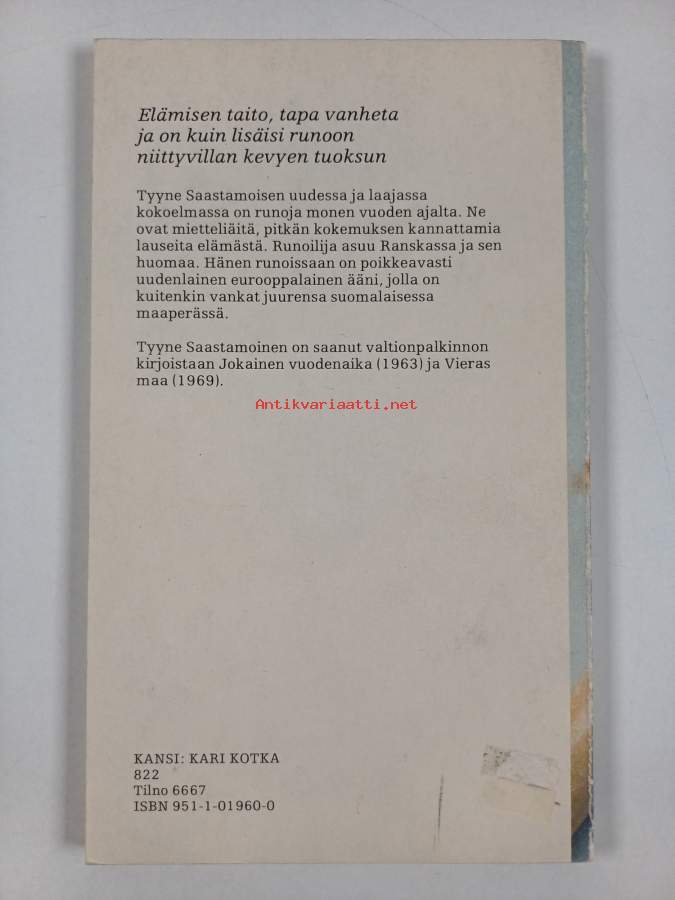 Elämisen taito, tapa vanheta
ja on kuin lisäisi runoon
niittyvillan kevyen tuoksun
Tyyne Saastamoisen uudessa ja laajassa
kokoelmassa on runoja monen vuoden ajalta. Ne
ovat mietteliäitä, pitkän kokemuksen kannattamia
lauseita elämästä. Runoilija asuu Ranskassa ja sen
huomaa. Hänen runoissaan on poikkeavasti
uudenlainen eurooppalainen ääni, jolla on
kuitenkin vankat juurensa suomalaisessa
maaperässä.
Tyyne Saastamoinen on saanut valtionpalkinnon
kirjoistaan Jokainen vuodenaika (1963) ja Vieras
maa (1969).
Antikvariaatti.net
KANSI: KARI KOTKA
822
Tilno 6667
ISBN 951-1-01960-0